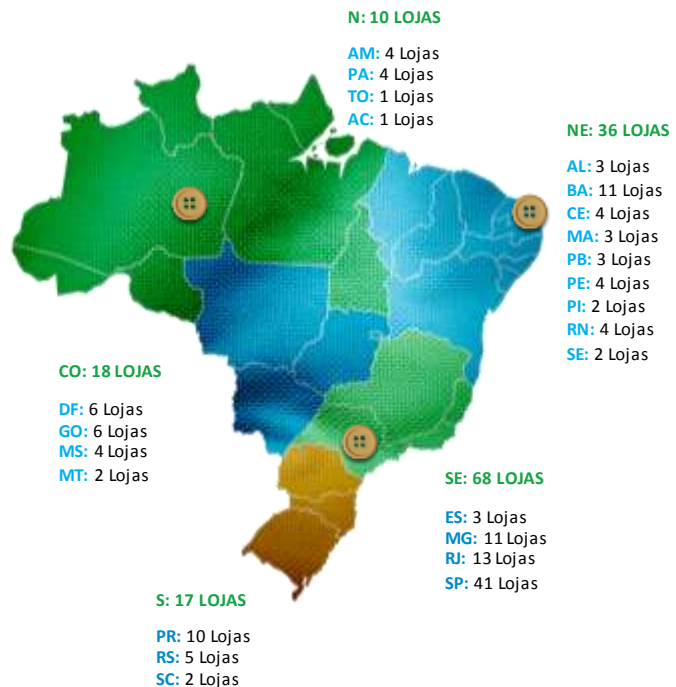 N: 10 LOJAS
AM: 4 Lojas
PA: 4 Lojas
TO: 1 Lojas
AC: 1 Lojas
NE: 36 LOJAS
AL: 3 Lojas
BA: 11 Lojas
CE: 4 Lojas
MA: 3 Lojas
PB: 3 Lojas
PE: 4 Lojas
PI: 2 Lojas
RN: 4 Lojas
SE: 2 Lojas
CO: 18 LOJAS
DF: 6 Lojas
GO: 6 Lojas
MS: 4 Lojas
MT: 2 Lojas
SE: 68 LOJAS
ES: 3 Lojas
MG: 11 Lojas
RJ: 13 Lojas
SP: 41 Lojas
S: 17 LOJAS
PR: 10 Lojas
RS: 5 Lojas
SC: 2 Lojas